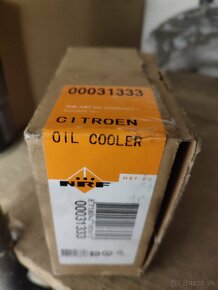 00031333
CITROEN
OIL COOLER
NRF
NRF.EU
00031333
bazos.sk